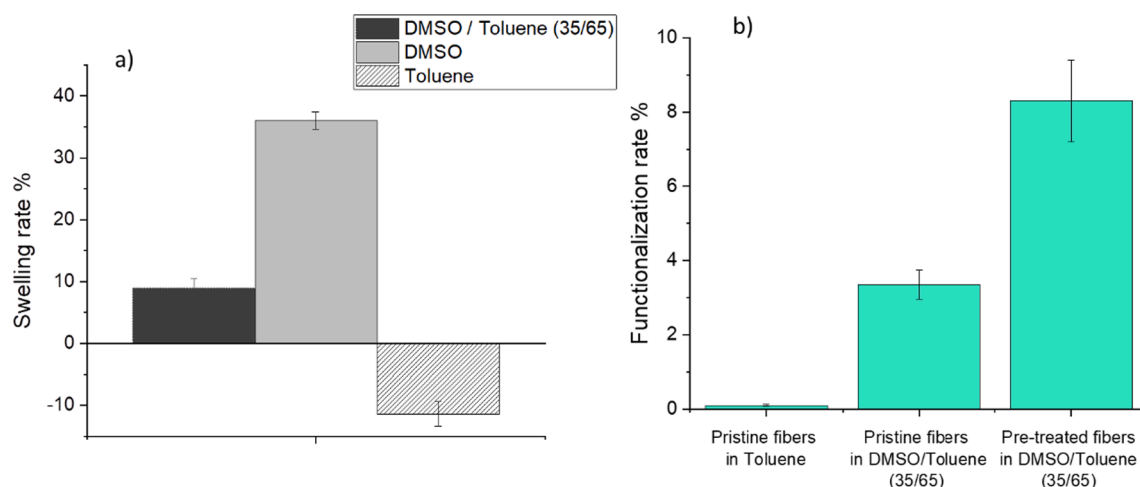 a)
DMSO / Toluene (35/65)
DMSO
Toluene
Swelling rate %
40
30
20
10
0
-10
b)
Functionalization rate %
10
8
6
4
2
0
Pristine fibers
in Toluene
Pristine fibers
in DMSO/Toluene
(35/65)
Pre-treated fibers
in DMSO/Toluene
(35/65)